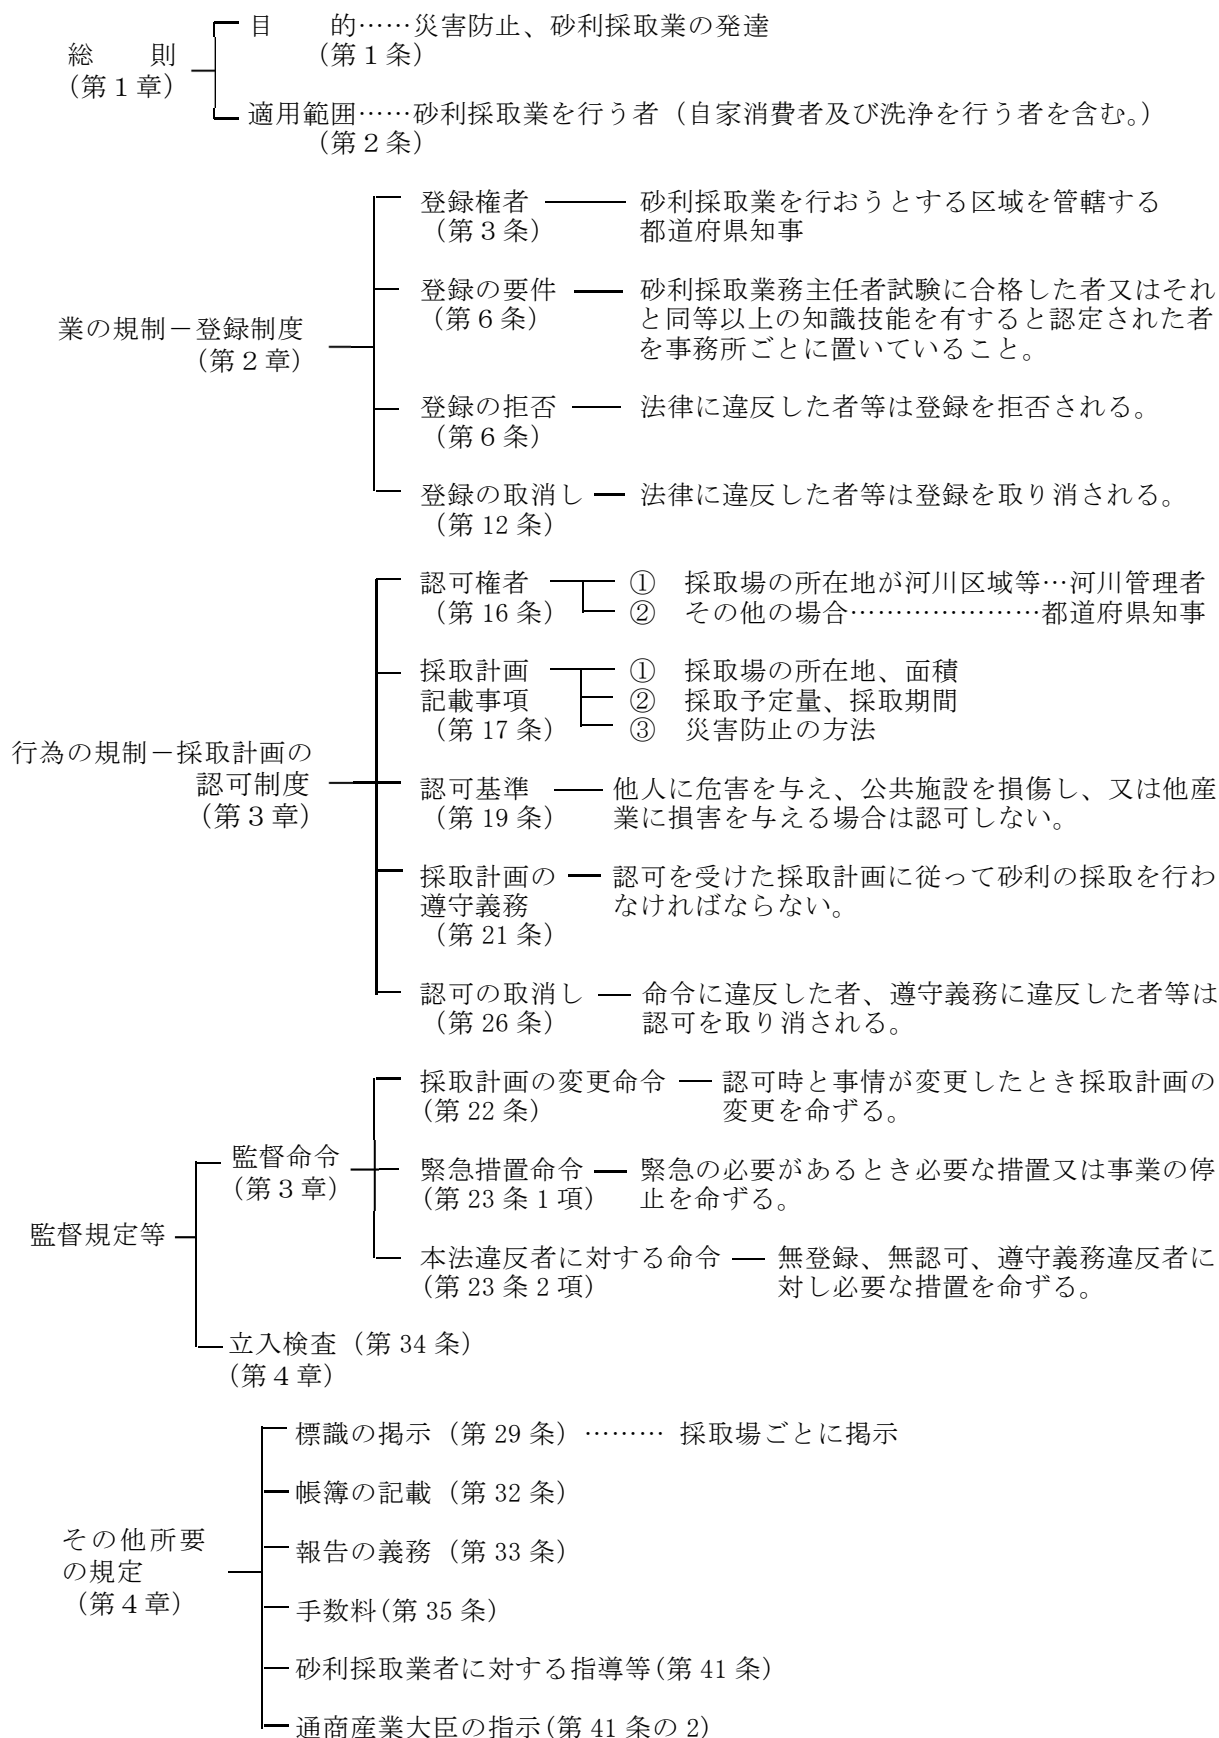 目　　的……災害防止、砂利採取業の発達
（第１条）
総　　則
（第１章）
適用範囲……砂利採取業を行う者（自家消費者及び洗浄を行う者を含む。）
（第２条）
登録権者　砂利採取業を行おうとする区域を管轄する
（第３条）　都道府県知事
登録の要件　砂利採取業務主任者試験に合格した者又はそれ
（第６条）　と同等以上の知識技能を有すると認定された者
を事務所ごとに置いていること。
業の規制－登録制度
（第２章）
登録の拒否　法律に違反した者等は登録を拒否される。
（第６条）
登録の取消し　法律に違反した者等は登録を取り消される。
（第 12 条）
認可権者　①　採取場の所在地が河川区域等…河川管理者
（第 16 条）　②　その他の場合…………………都道府県知事
採取計画　①　採取場の所在地、面積
記載事項　②　採取予定量、採取期間
（第 17 条）　③　災害防止の方法
行為の規制－採取計画の
認可制度
（第３章）
認可基準　他人に危害を与え、公共施設を損傷し、又は他産
（第 19 条）　業に損害を与える場合は認可しない。
採取計画の　認可を受けた採取計画に従って砂利の採取を行わ
遵守義務　なければならない。
（第 21 条）
認可の取消し　命令に違反した者、遵守義務に違反した者等は
（第 26 条）　認可を取り消される。
採取計画の変更命令　認可時と事情が変更したとき採取計画の
（第 22 条）　変更を命ずる。
監督命令
（第３章）
緊急措置命令　緊急の必要があるとき必要な措置又は事業の停
（第 23 条１項）　止を命ずる。
監督規定等
本法違反者に対する命令　無登録、無認可、遵守義務違反者に
（第 23 条２項）　対し必要な措置を命ずる。
立入検査（第 34 条）
（第４章）
標識の掲示（第 29 条）……… 採取場ごとに掲示
帳簿の記載（第 32 条）
その他所要
の規定
（第４章）
報告の義務（第 33 条）
手数料(第 35 条)
砂利採取業者に対する指導等(第 41 条)
通商産業大臣の指示(第 41 条の 2)